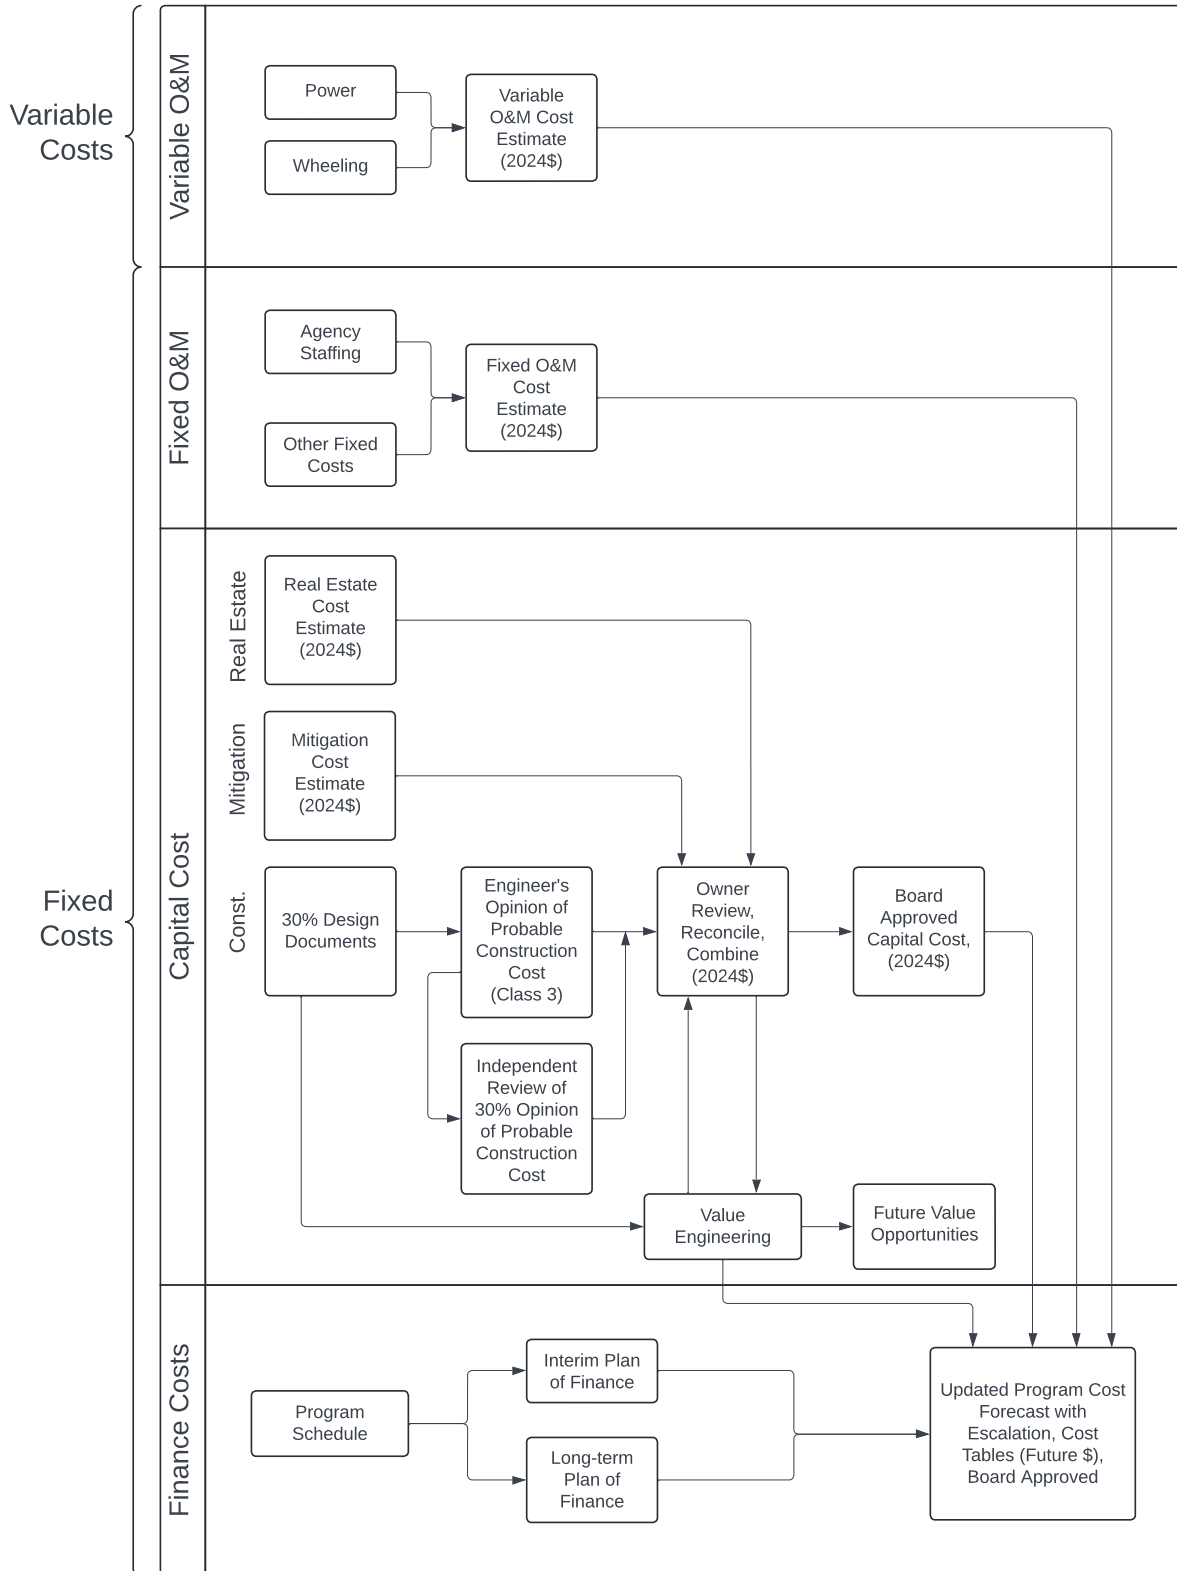 Variable
Costs
Variable O&M
Power
Wheeling
Variable
O&M Cost
Estimate
(2024$)
Fixed
Costs
Fixed O&M
Agency
Staffing
Other Fixed
Costs
Fixed O&M
Cost
Estimate
(2024$)
Capital Cost
Real Estate
Real Estate
Cost
Estimate
(2024$)
Mitigation
Mitigation
Cost
Estimate
(2024$)
Const.
30% Design
Documents
Engineer's
Opinion of
Probable
Construction
Cost
(Class 3)
Owner
Review,
Reconcile,
Combine
(2024$)
Board
Approved
Capital Cost,
(2024$)
Independent
Review of
30% Opinion
of Probable
Construction
Cost
Value
Engineering
Future Value
Opportunities
Finance Costs
Program
Schedule
Interim Plan
of Finance
Long-term
Plan of
Finance
Updated Program Cost
Forecast with
Escalation, Cost
Tables (Future $),
Board Approved